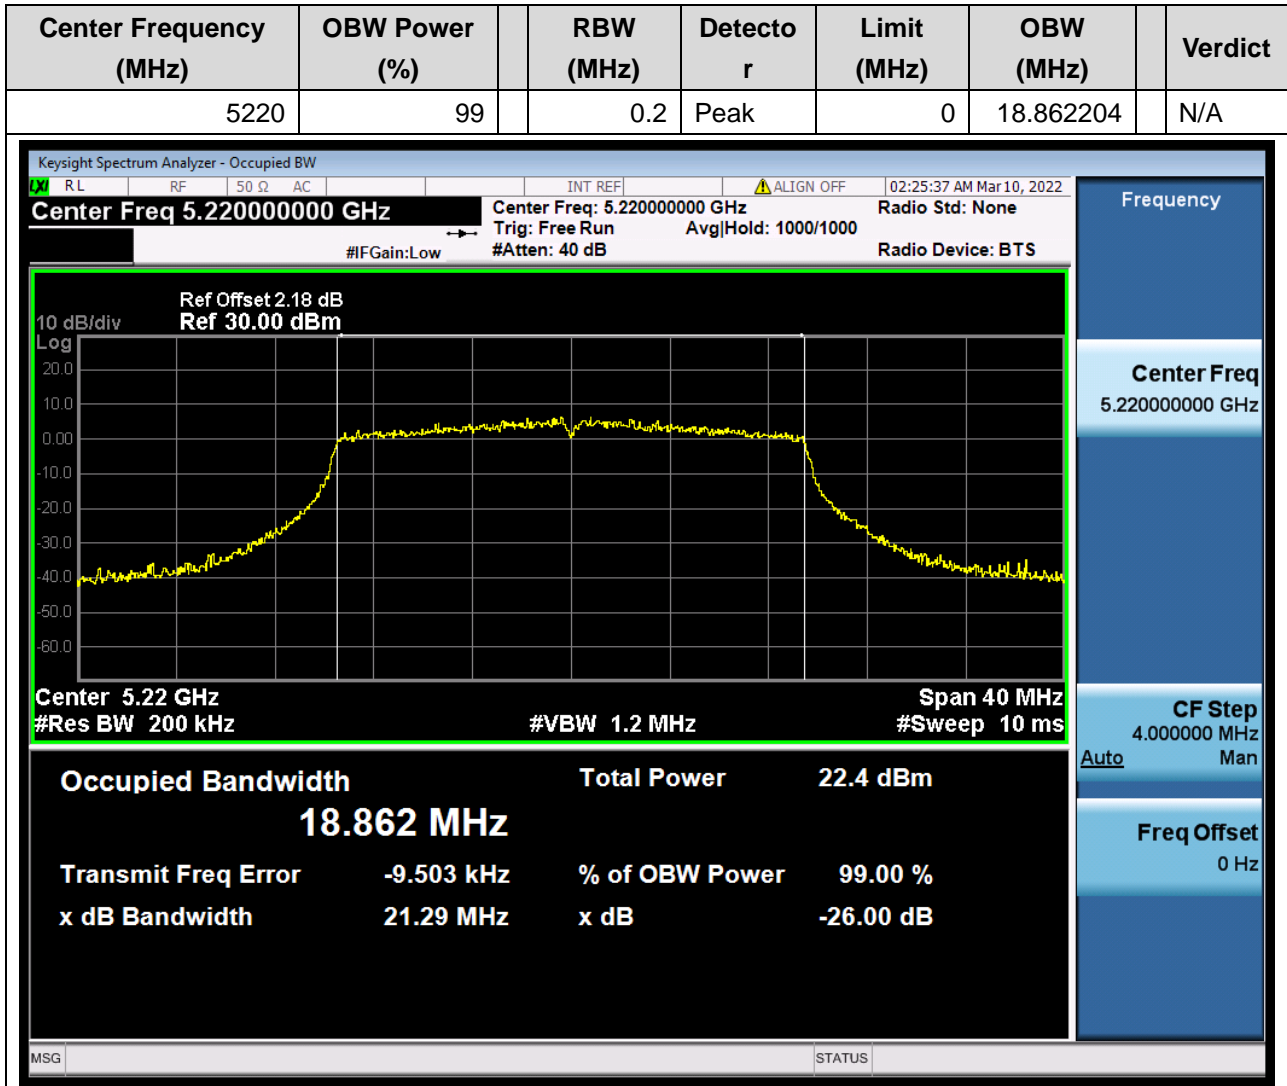 Center Frequency (MHz) OBW Power (%) RBW (MHz) Detecto r Limit (MHz) OBW (MHz) Verdict
5220 99 0.2 Peak 0 18.862204 N/A
Keysight Spectrum Analyzer - Occupied BW
LXI RL RF 50 Ω AC INT REF ALIGN OFF 02:25:37 AM Mar 10, 2022
Center Freq 5.220000000 GHz
Center Freq: 5.220000000 GHz
Radio Std: None
Trig: Free Run Avg|Hold: 1000/1000
#IFGain:Low #Atten: 40 dB Radio Device: BTS
Ref Offset 2.18 dB
10 dB/div Ref 30.00 dBm
Log
20.0
10.0
0.00
-10.0
-20.0
-30.0
-40.0
-50.0
-60.0
Center 5.22 GHz Span 40 MHz
#Res BW 200 kHz #VBW 1.2 MHz #Sweep 10 ms
Occupied Bandwidth Total Power 22.4 dBm
18.862 MHz
Transmit Freq Error -9.503 kHz % of OBW Power 99.00 %
x dB Bandwidth 21.29 MHz x dB -26.00 dB
MSG STATUS
Frequency
Center Freq
5.220000000 GHz
CF Step
4.000000 MHz
Auto Man
Freq Offset
0 Hz